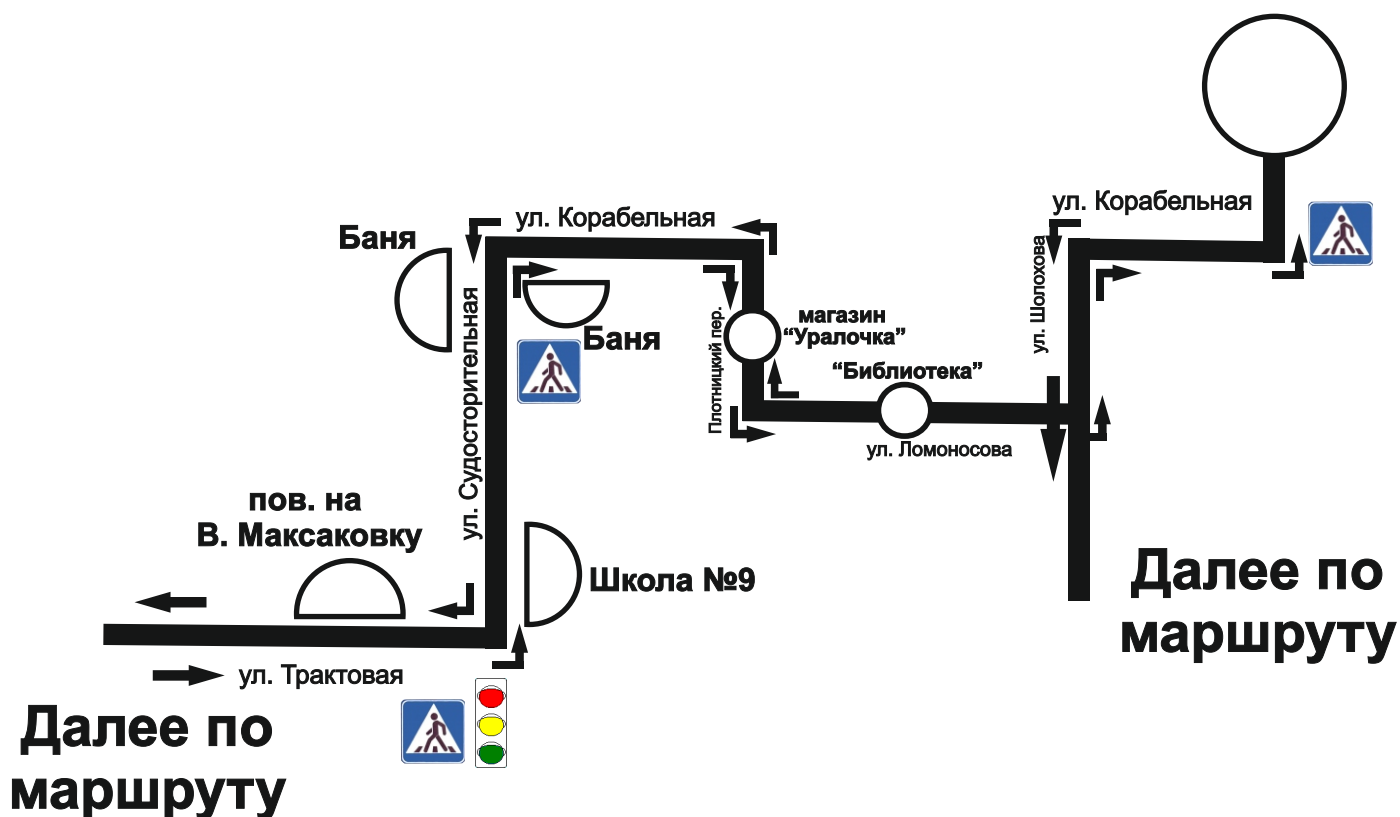 ул. Корабельная
Баня
ул. Судосторительная
Баня
Плотницкий пер.
магазин
“Уралочка”
“Библиотека”
ул. Ломоносова
ул. Корабельная
ул. Шолохова
пов. на
В. Максаковку
Школа №9
ул. Трактовая
Далее по
маршруту
Далее по
маршруту